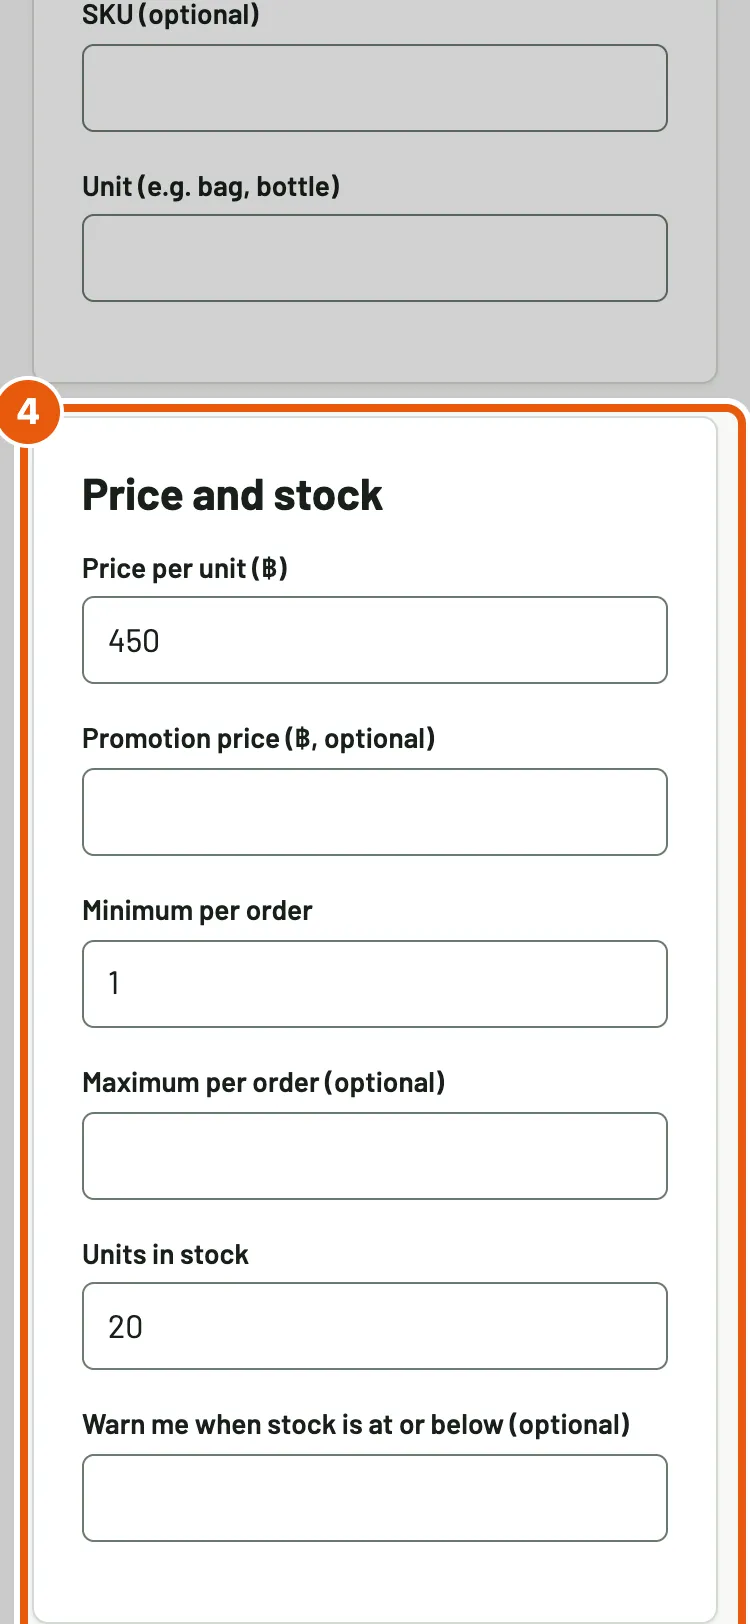 SKU (optional)
Unit (e.g. bag, bottle)
4
Price and stock
Price per unit (฿)
450
Promotion price (฿, optional)
Minimum per order
1
Maximum per order (optional)
Units in stock
20
Warn me when stock is at or below (optional)